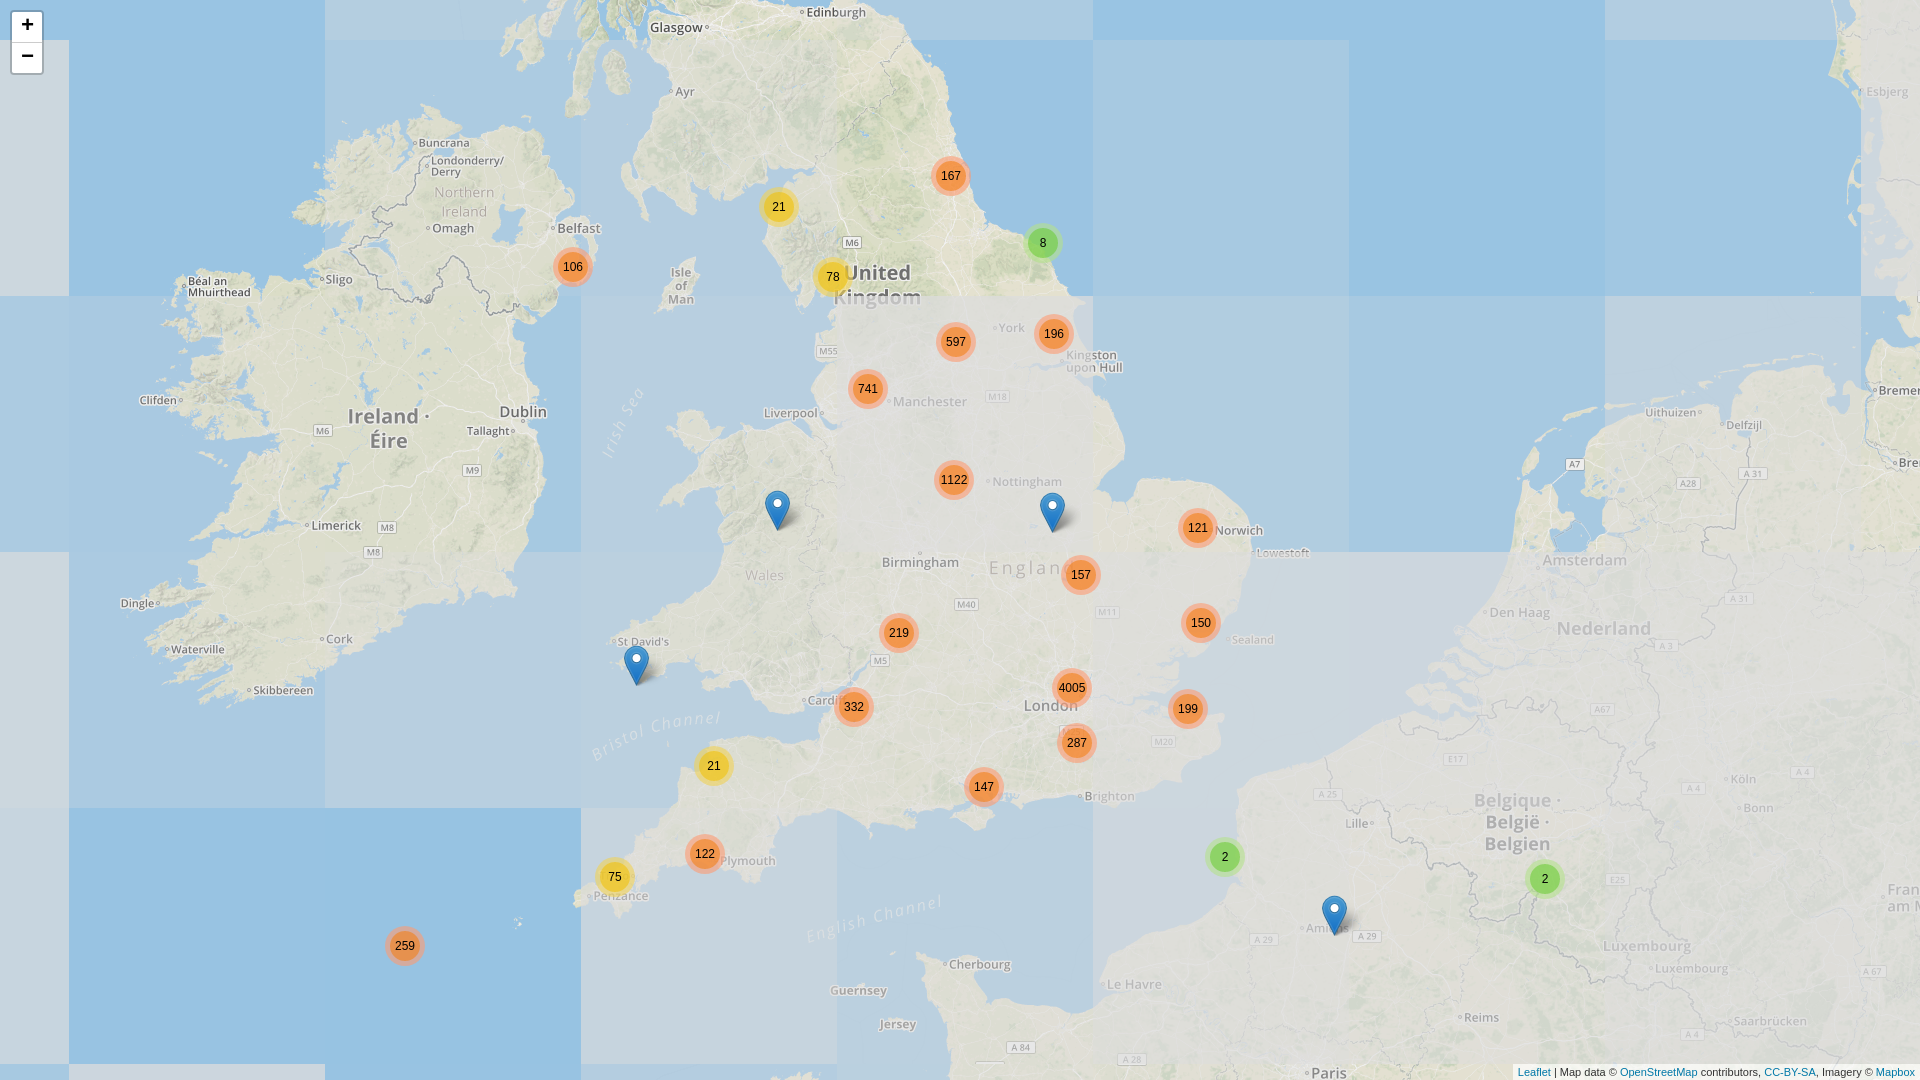 +
−
Edinburgh
Glasgow
Ayr
Esbjerg
Buncrana
Londonderry/
Derry
Northern
Ireland
Omagh
Belfast
167
21
8
106
M6
78
United
Kingdom
Isle
of
Man
Sligo
Béal an
Mhuirthead
York
196
597
M55
Kingston
upon Hull
741
Manchester
M18
Liverpool
Irish Sea
Clifden
Ireland ·
Éire
Dublin
Tallaght
M6
M9
Uithuizen
Delfzijl
A7
A 31
A28
1122
Nottingham
121
Norwich
Lowestoft
Limerick
M8
M8
Birmingham
England
157
Wales
M40
M11
150
Sealand
Amsterdam
Den Haag
A 31
Nederland
A 3
Dingle
Cork
Waterville
Skibbereen
St David's
219
M5
332
4005
London
199
A67
Bristol Channel
287
M20
E17
21
147
Brighton
A 25
Lille
Köln
A 4
A 4
Bonn
Belgique ·
België ·
Belgien
122
Plymouth
75
Penzance
2
2
E25
English Channel
A 29
A 29
259
Luxembourg
Luxembourg
A 67
Cherbourg
Guernsey
Le Havre
Jersey
Reims
Saarbrücken
A 4
A 84
A 28
Paris
Leaflet | Map data © OpenStreetMap contributors, CC-BY-SA, Imagery © Mapbox